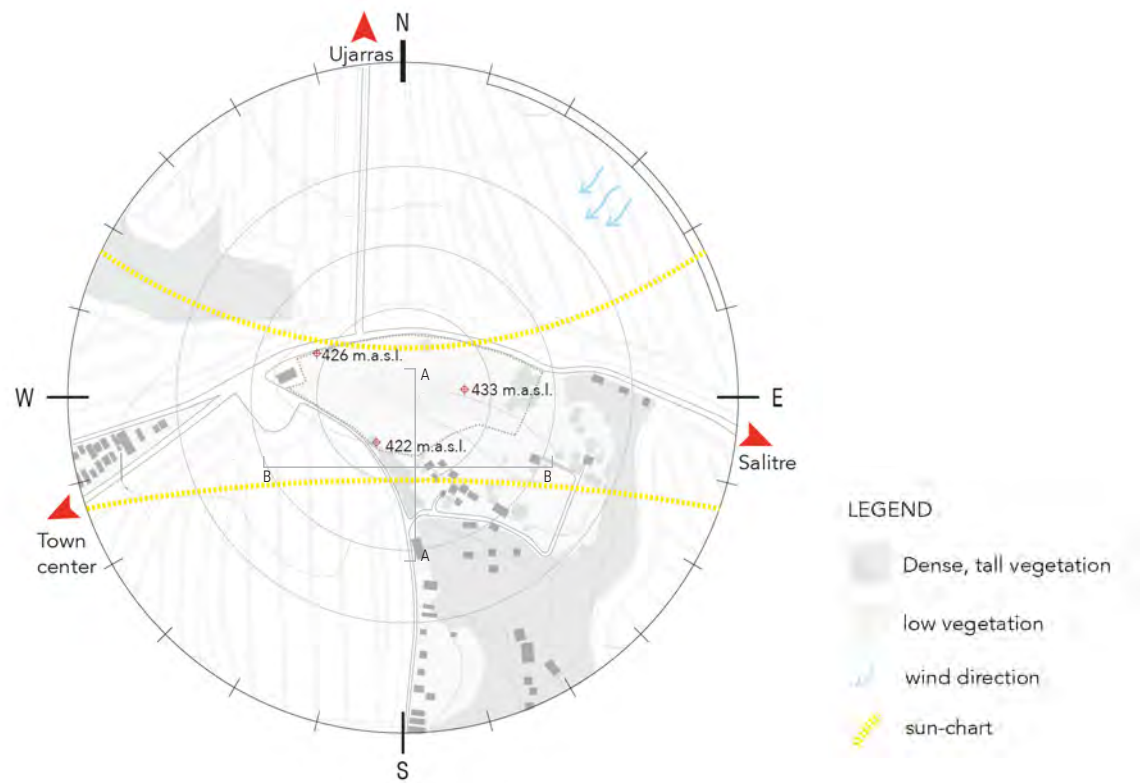 N
Ujarras
426 m.a.s.l.
A
433 m.a.s.l.
W
E
422 m.a.s.l.
Salitre
B
B
Town
center
A
S
LEGEND
Dense, tall vegetation
low vegetation
wind direction
sun-chart